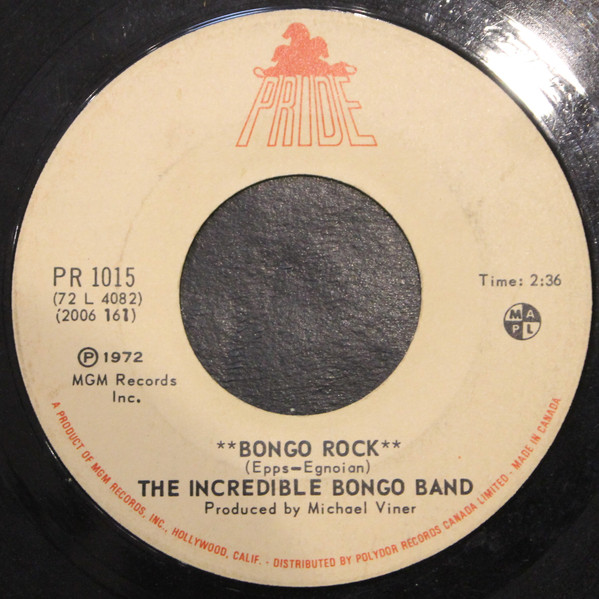 PRIDE
PR 1015
(72 L 4082)
(2006 161)
Ⓟ 1972
MGM Records
Inc.
Time: 2:36
M A
P L
**BONGO ROCK**
(Epps—Egnoian)
THE INCREDIBLE BONGO BAND
Produced by Michael Viner
A PRODUCT OF MGM RECORDS, INC., HOLLYWOOD, CALIF. - DISTRIBUTED BY POLYDOR RECORDS CANADA LIMITED - MADE IN CANADA